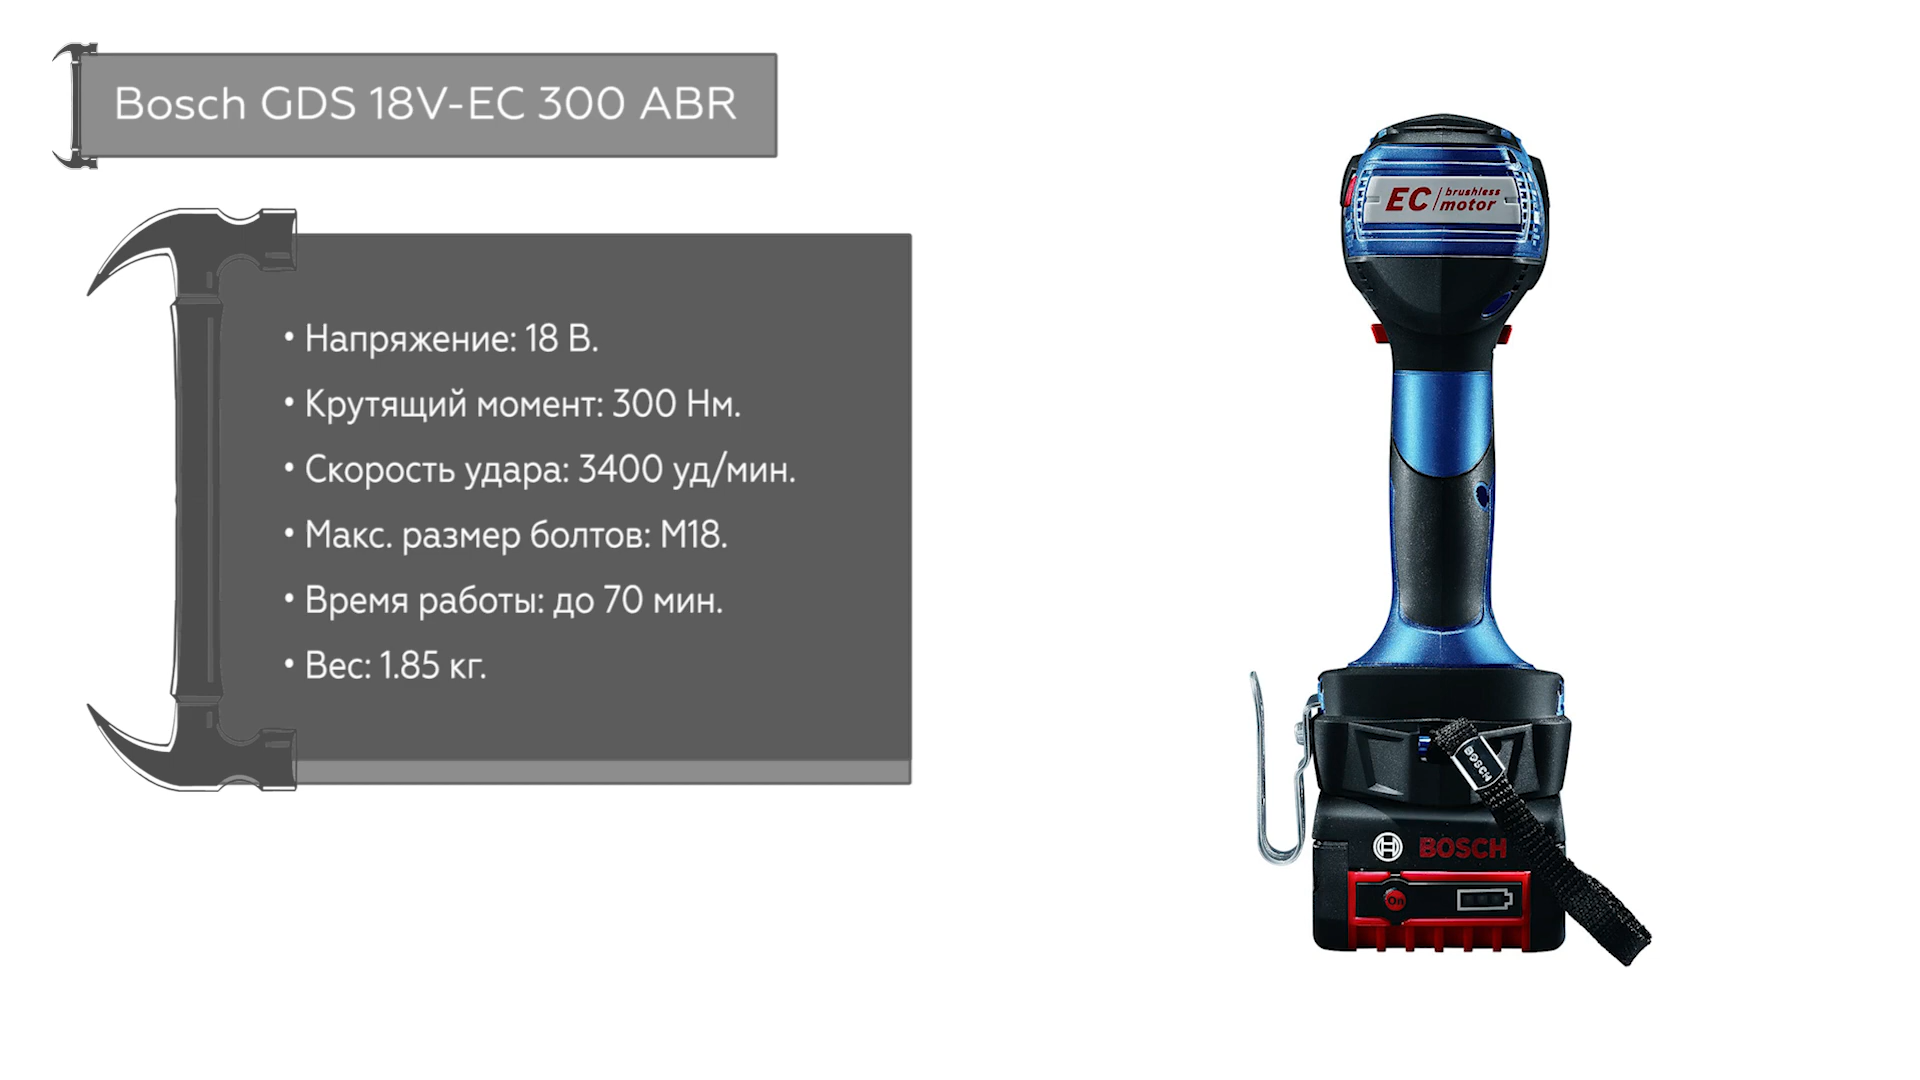 Bosch GDS 18V-EC 300 ABR
• Напряжение: 18 В.
• Крутящий момент: 300 Нм.
• Скорость удара: 3400 уд/мин.
• Макс. размер болтов: М18.
• Время работы: до 70 мин.
• Вес: 1.85 кг.
EC brushless
motor
BOSCH
BOSCH
On